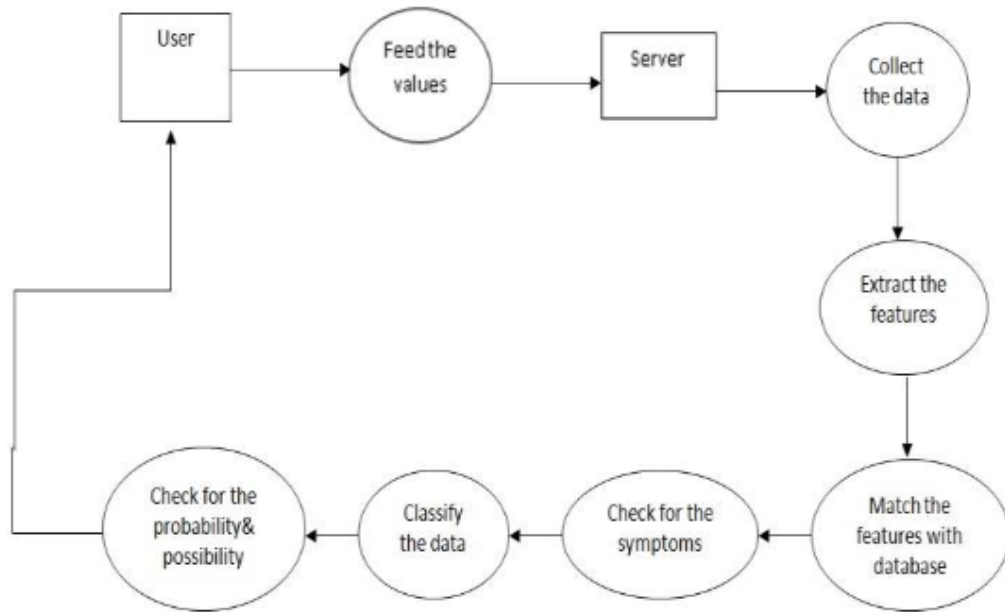 User
Feed the
values
Server
Collect
the data
Extract the
features
Match the
features with
database
Check for the
symptoms
Classify
the data
Check for the
probability&
possibility